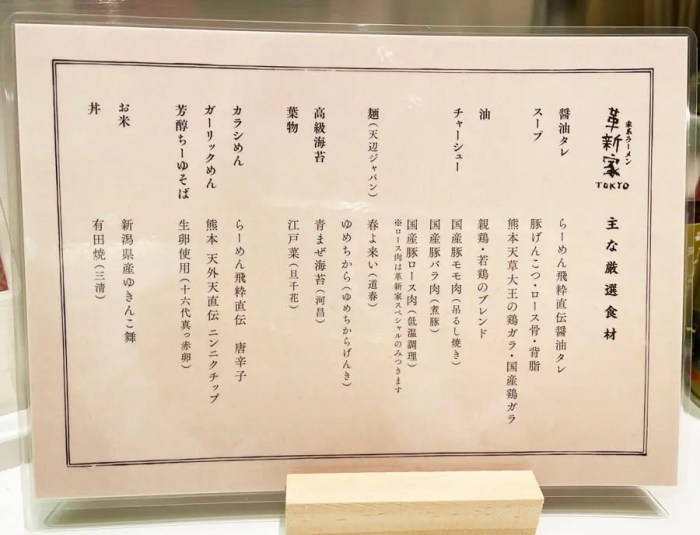 家系ラーメン
革新家
TOKYO
主な厳選食材
醤油タレ
らーめん飛粋直伝醤油タレ
スープ
豚げんこつ・ロース骨・背脂
熊本天草大王の鶏ガラ・国産鶏ガラ
油
親鶏・若鶏のブレンド
チャーシュー
国産豚モモ肉(吊るし焼き)
国産豚バラ肉(煮豚)
国産豚ロース肉(低温調理)
※ロース肉は革新家スペシャルのみつきます
麺(天辺ジャパン)
春よ来い(道春)
ゆめちから(ゆめちからげんき)
高級海苔
青まぜ海苔(河昌)
葉物
江戸菜(旦千花)
カラシめん
らーめん飛粋直伝 唐辛子
ガーリックめん
熊本 天外天直伝 ニンニクチップ
芳醇ちーゆそば
生卵使用(十六代真っ赤卵)
お米
新潟県産ゆきんこ舞
丼
有田焼(三清)